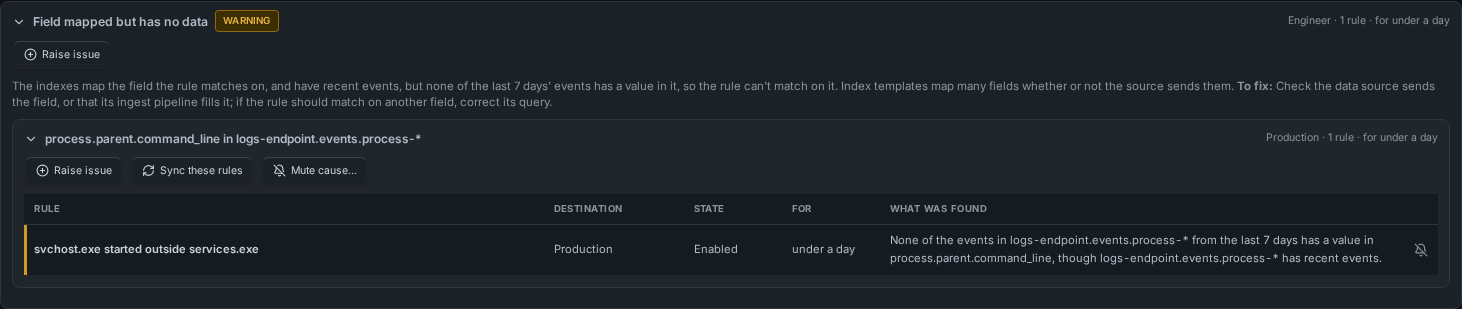 Field mapped but has no data WARNING Engineer · 1 rule · for under a day
Raise issue
The indexes map the field the rule matches on, and have recent events, but none of the last 7 days' events has a value in it, so the rule can't match on it. Index templates map many fields whether or not the source sends them. To fix: Check the data source sends
the field, or that its ingest pipeline fills it; if the rule should match on another field, correct its query.
process.parent.command_line in logs-endpoint.events.process-* Production · 1 rule · for under a day
Raise issue Sync these rules Mute cause...
RULE DESTINATION STATE FOR WHAT WAS FOUND
svchost.exe started outside services.exe Production Enabled under a day None of the events in logs-endpoint.events.process-* from the last 7 days has a value in
process.parent.command_line, though logs-endpoint.events.process-* has recent events.